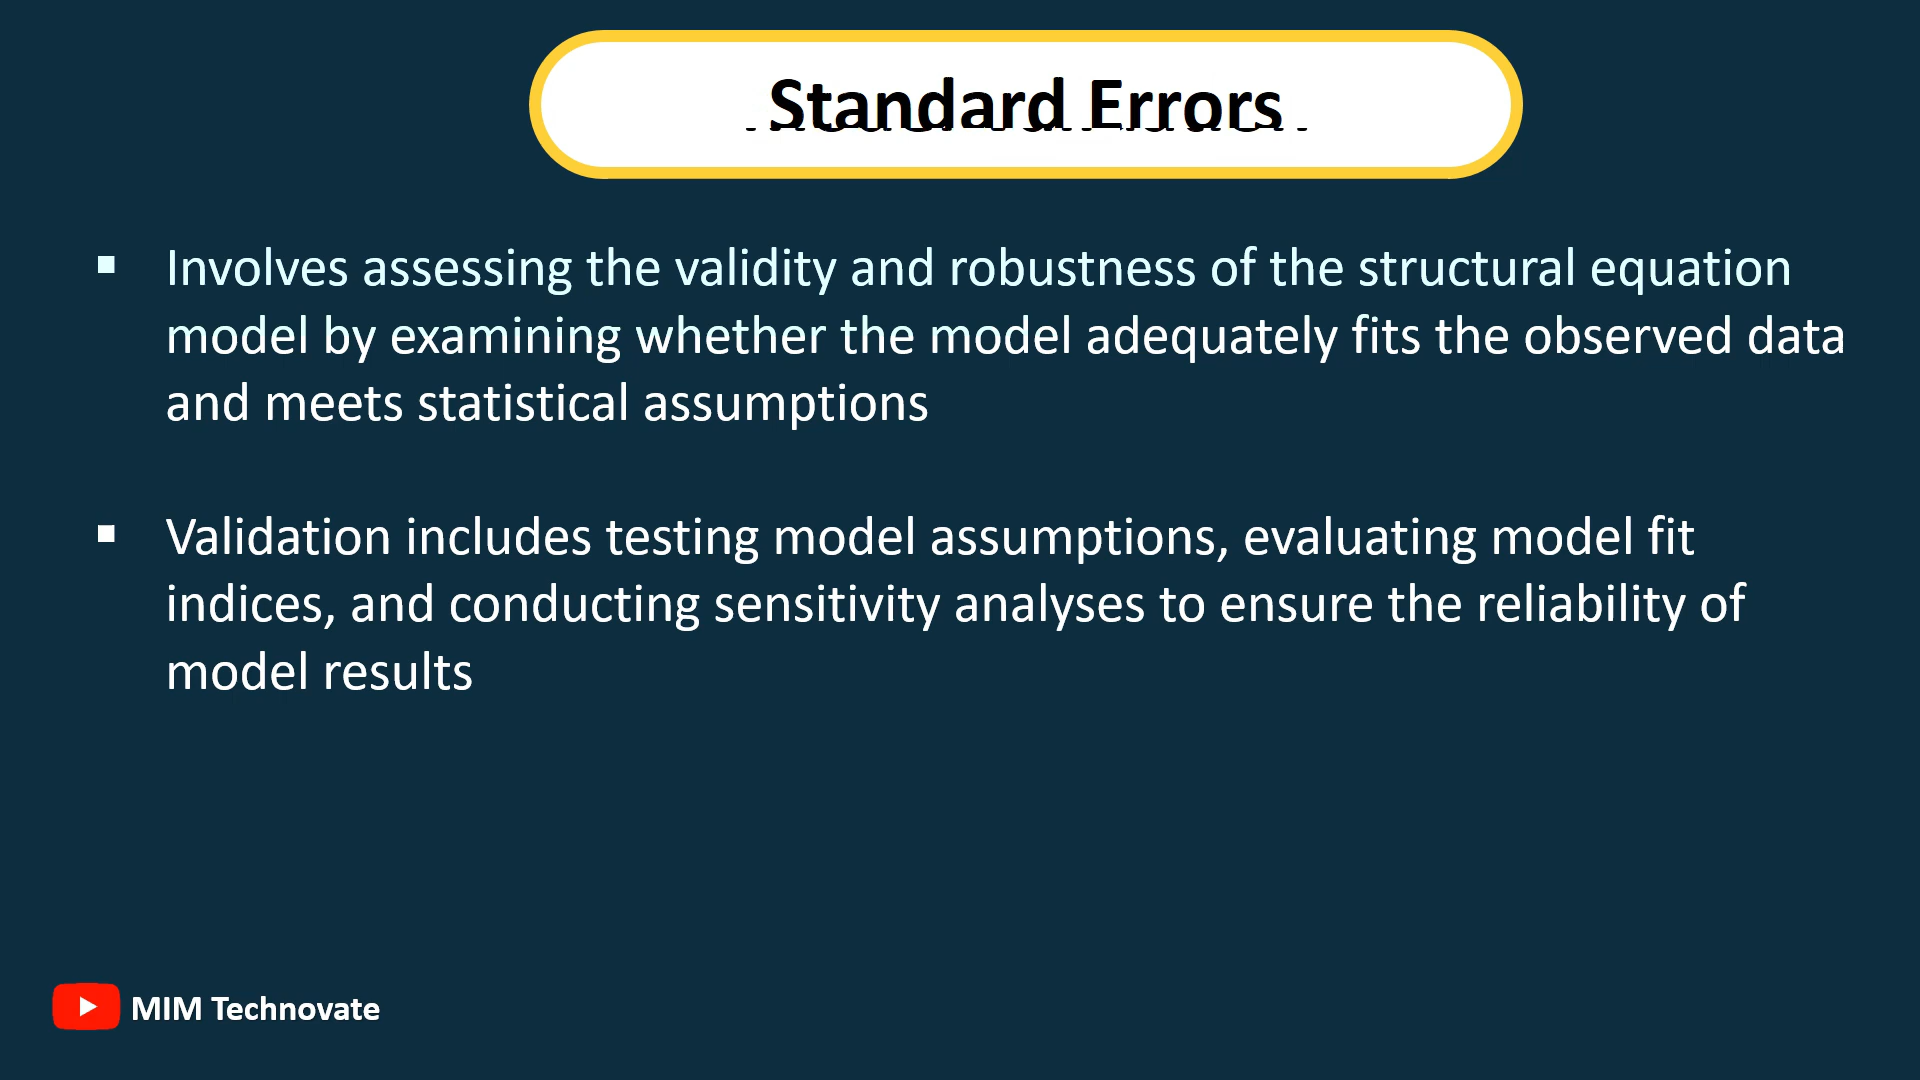 Standard Errors
▪ Involves assessing the validity and robustness of the structural equation
model by examining whether the model adequately fits the observed data
and meets statistical assumptions
▪ Validation includes testing model assumptions, evaluating model fit
indices, and conducting sensitivity analyses to ensure the reliability of
model results
MIM Technovate